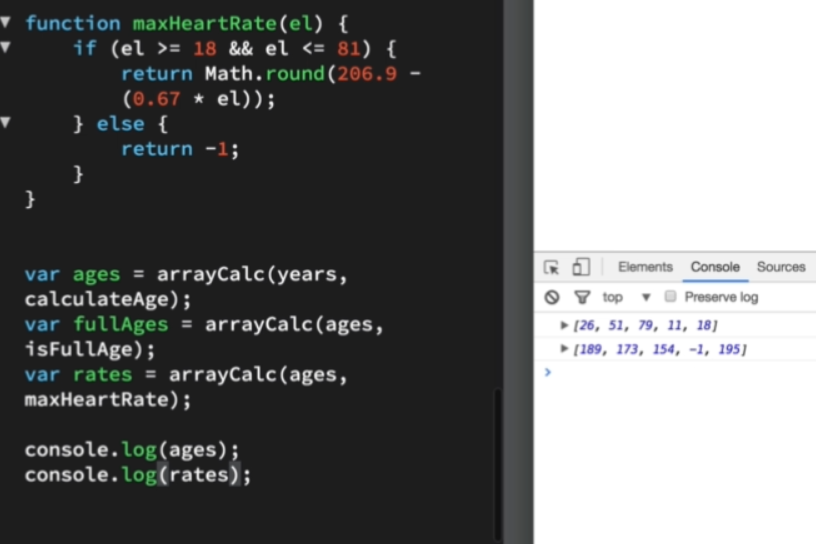 function maxHeartRate(el) {
if (el >= 18 && el <= 81) {
return Math.round(206.9 -
(0.67 * el));
} else {
return -1;
}
}
var ages = arrayCalc(years,
calculateAge);
var fullAges = arrayCalc(ages,
isFullAge);
var rates = arrayCalc(ages,
maxHeartRate);
console.log(ages);
console.log(rates);
Elements Console Sources
top Preserve log
[26, 51, 79, 11, 18]
[189, 173, 154, -1, 195]
>